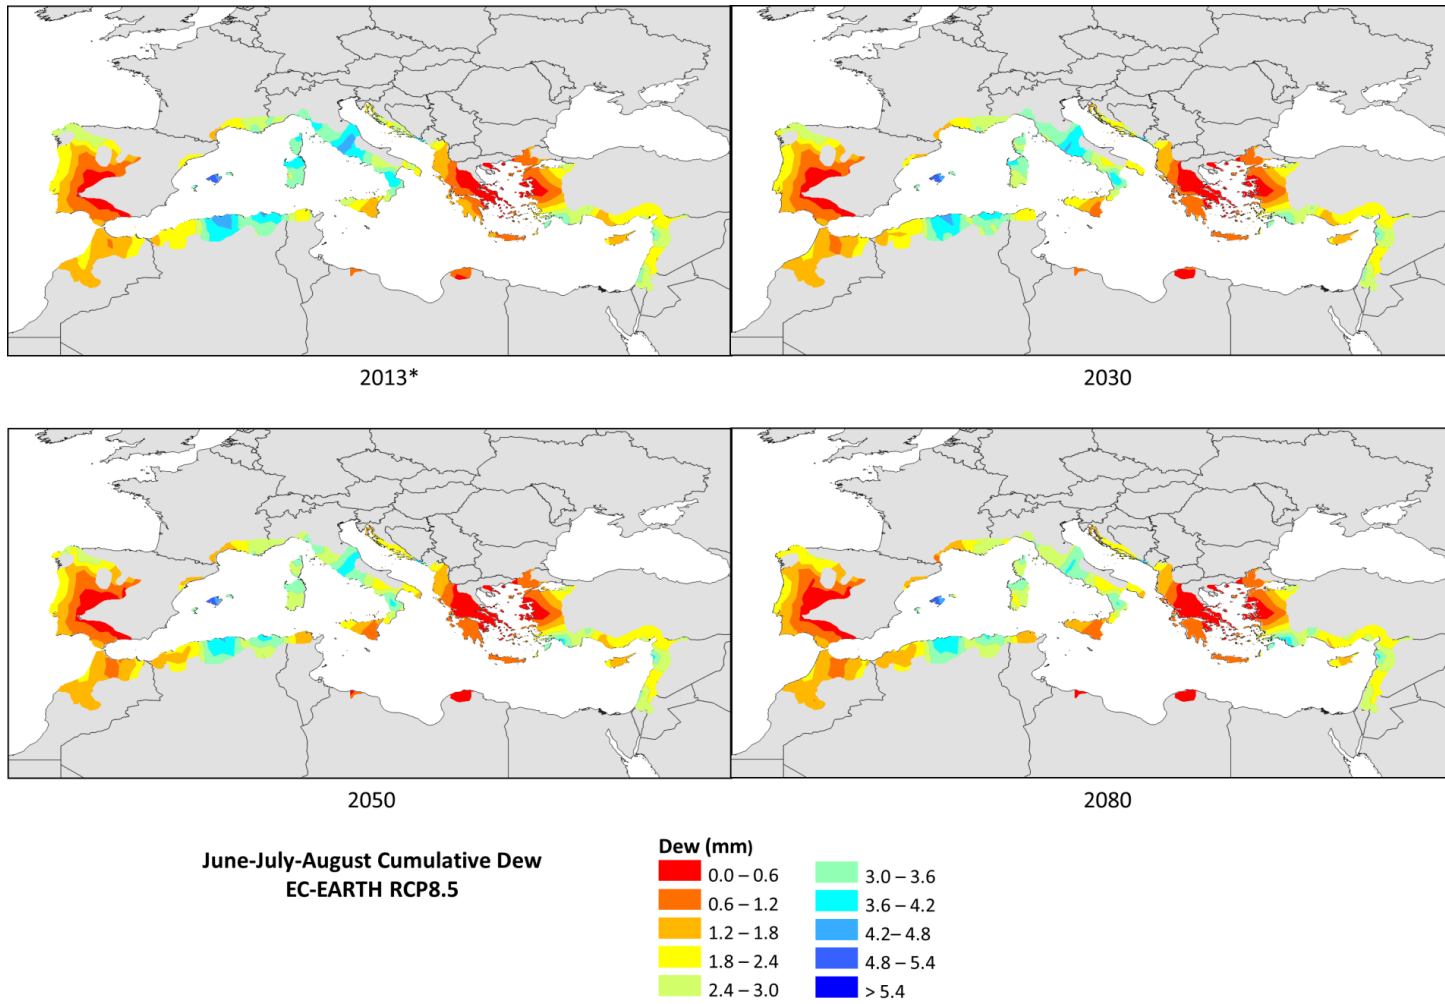 2013*
2030
2050
2080
June-July-August Cumulative Dew
EC-EARTH RCP8.5
Dew (mm)
0.0 – 0.6
0.6 – 1.2
1.2 – 1.8
1.8 – 2.4
2.4 – 3.0
3.0 – 3.6
3.6 – 4.2
4.2– 4.8
4.8 – 5.4
> 5.4